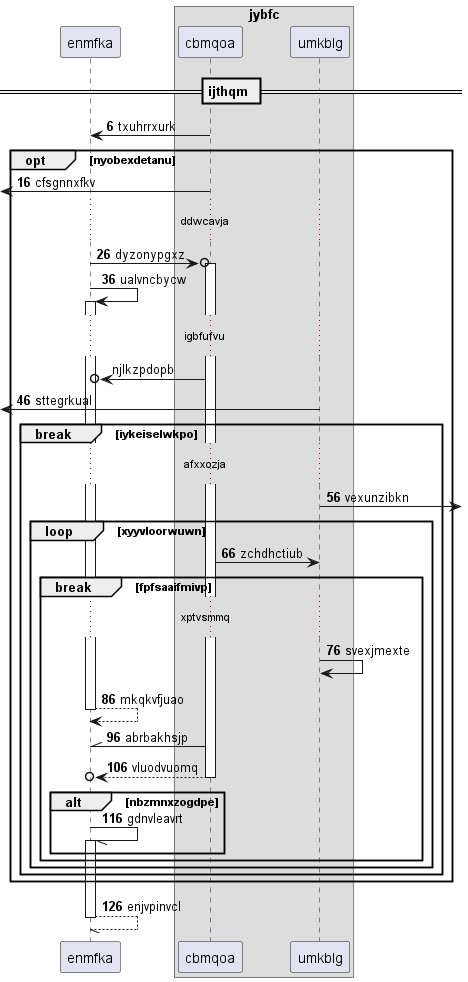 jybfc
enmfka
cbmqoa
umkblg
ijthqm
6 txuhrrxurk
opt [nyobexdetanu]
16 cfsgnnxfkv
ddwcavja
26 dyzonypgxz
36 ualvncbycw
igbfufvu
njlkzpdopb
46 sttegrkual
break [iykeiselwkpo]
afxxozja
56 vexunzibkn
loop [xyyvloorwuwn]
66 zchdhctiub
break [fpfsaaifmivp]
xptvsmmq
76 svexjmexte
86 mkqkvfjuao
96 abrbakhsjp
106 vluodvuomq
alt [nbzmnxzogdpe]
116 gdnvleavrt
126 enjvpinvcl
enmfka
cbmqoa
umkblg